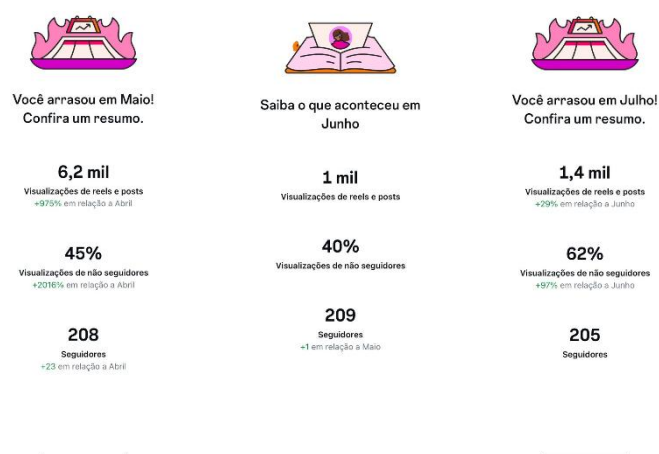 Você arrasou em Maio!
Confira um resumo.
6,2 mil
Visualizações de reels e posts
+975% em relação a Abril
45%
Visualizações de não seguidores
+2016% em relação a Abril
208
Seguidores
+23 em relação a Abril
Saiba o que aconteceu em
Junho
1 mil
Visualizações de reels e posts
40%
Visualizações de não seguidores
209
Seguidores
+1 em relação a Maio
Você arrasou em Julho!
Confira um resumo.
1,4 mil
Visualizações de reels e posts
+29% em relação a Junho
62%
Visualizações de não seguidores
+97% em relação a Junho
205
Seguidores